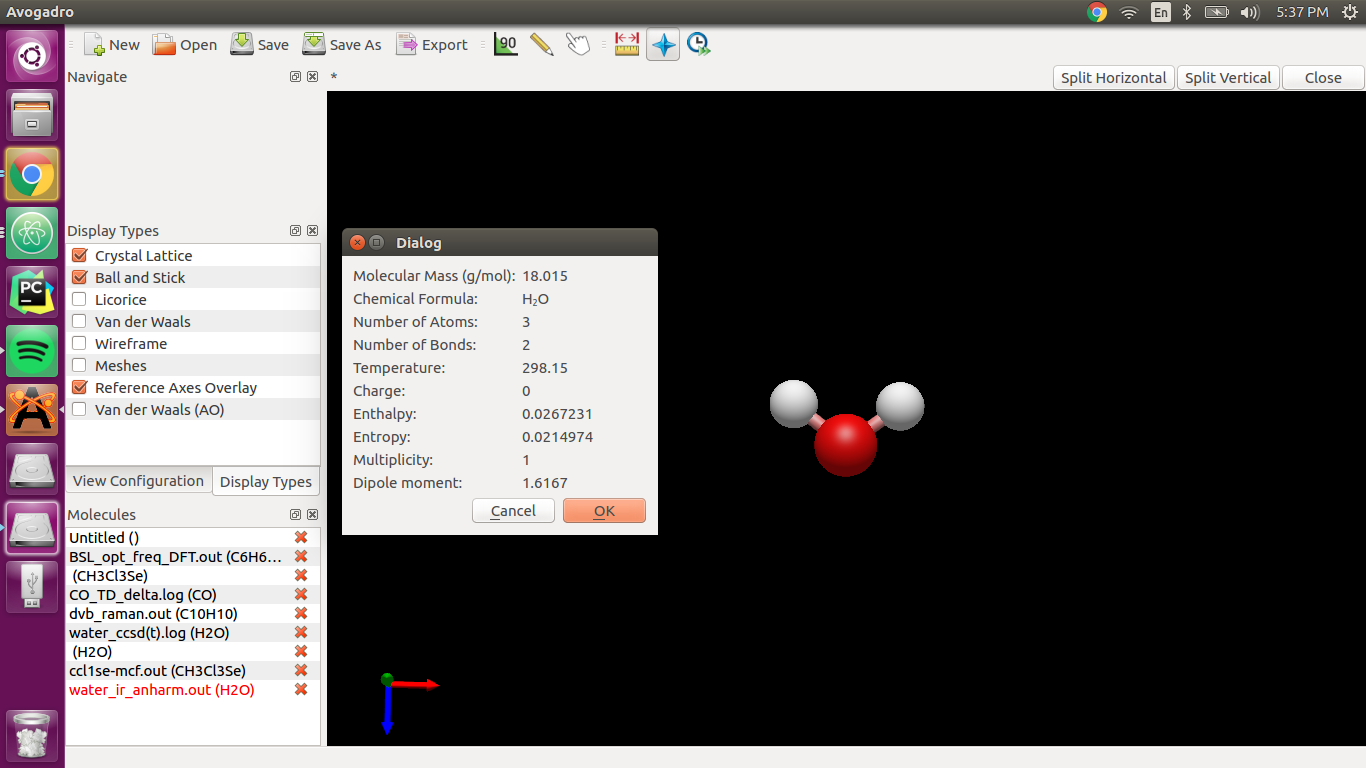 Avogadro
En
5:37 PM
New
Open
Save
Save As
Export
90
Navigate
*
Split Horizontal
Split Vertical
Close
PC
Display Types
Crystal Lattice
Ball and Stick
Licorice
Van der Waals
Wireframe
Meshes
Reference Axes Overlay
Van der Waals (AO)
View Configuration
Display Types
Molecules
Untitled ()
BSL_opt_freq_DFT.out (C6H6…
(CH3Cl3Se)
CO_TD_delta.log (CO)
dvb_raman.out (C10H10)
water_ccsd(t).log (H2O)
(H2O)
ccl1se-mcf.out (CH3Cl3Se)
water_ir_anharm.out (H2O)
Dialog
Molecular Mass (g/mol): 18.015
Chemical Formula: H₂O
Number of Atoms: 3
Number of Bonds: 2
Temperature: 298.15
Charge: 0
Enthalpy: 0.0267231
Entropy: 0.0214974
Multiplicity: 1
Dipole moment: 1.6167
Cancel
OK